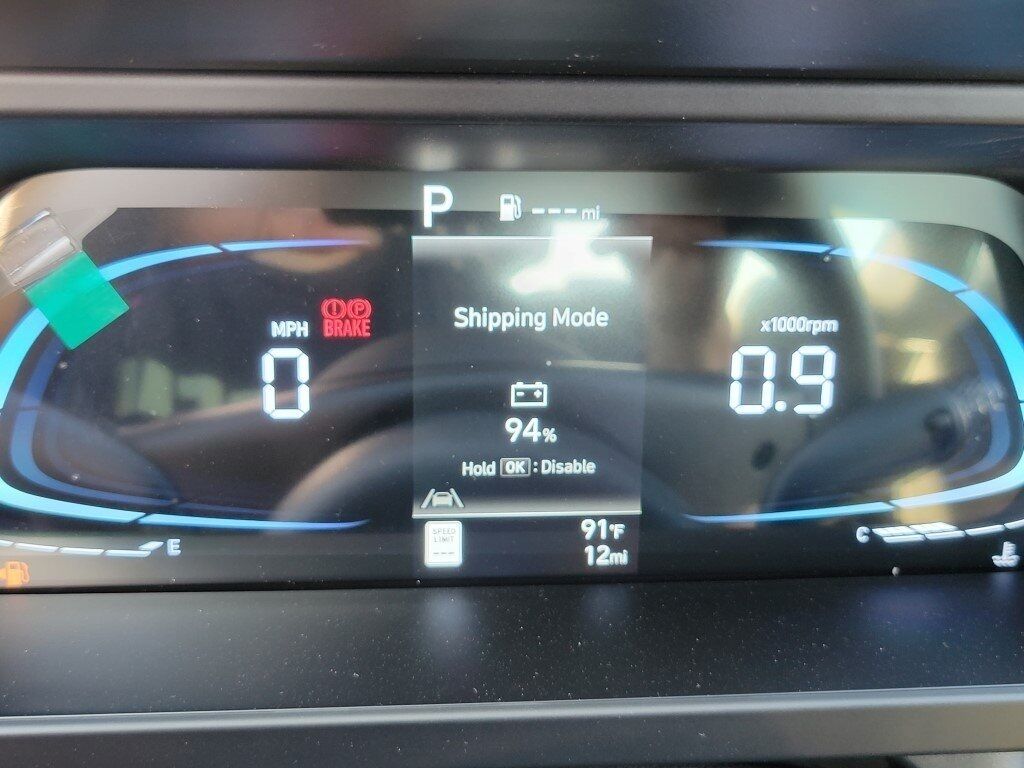 P --- mi
MPH
BRAKE
0
Shipping Mode
94%
Hold OK : Disable
x1000rpm
0.9
SPEED
LIMIT
---
91°F
12mi
E
C